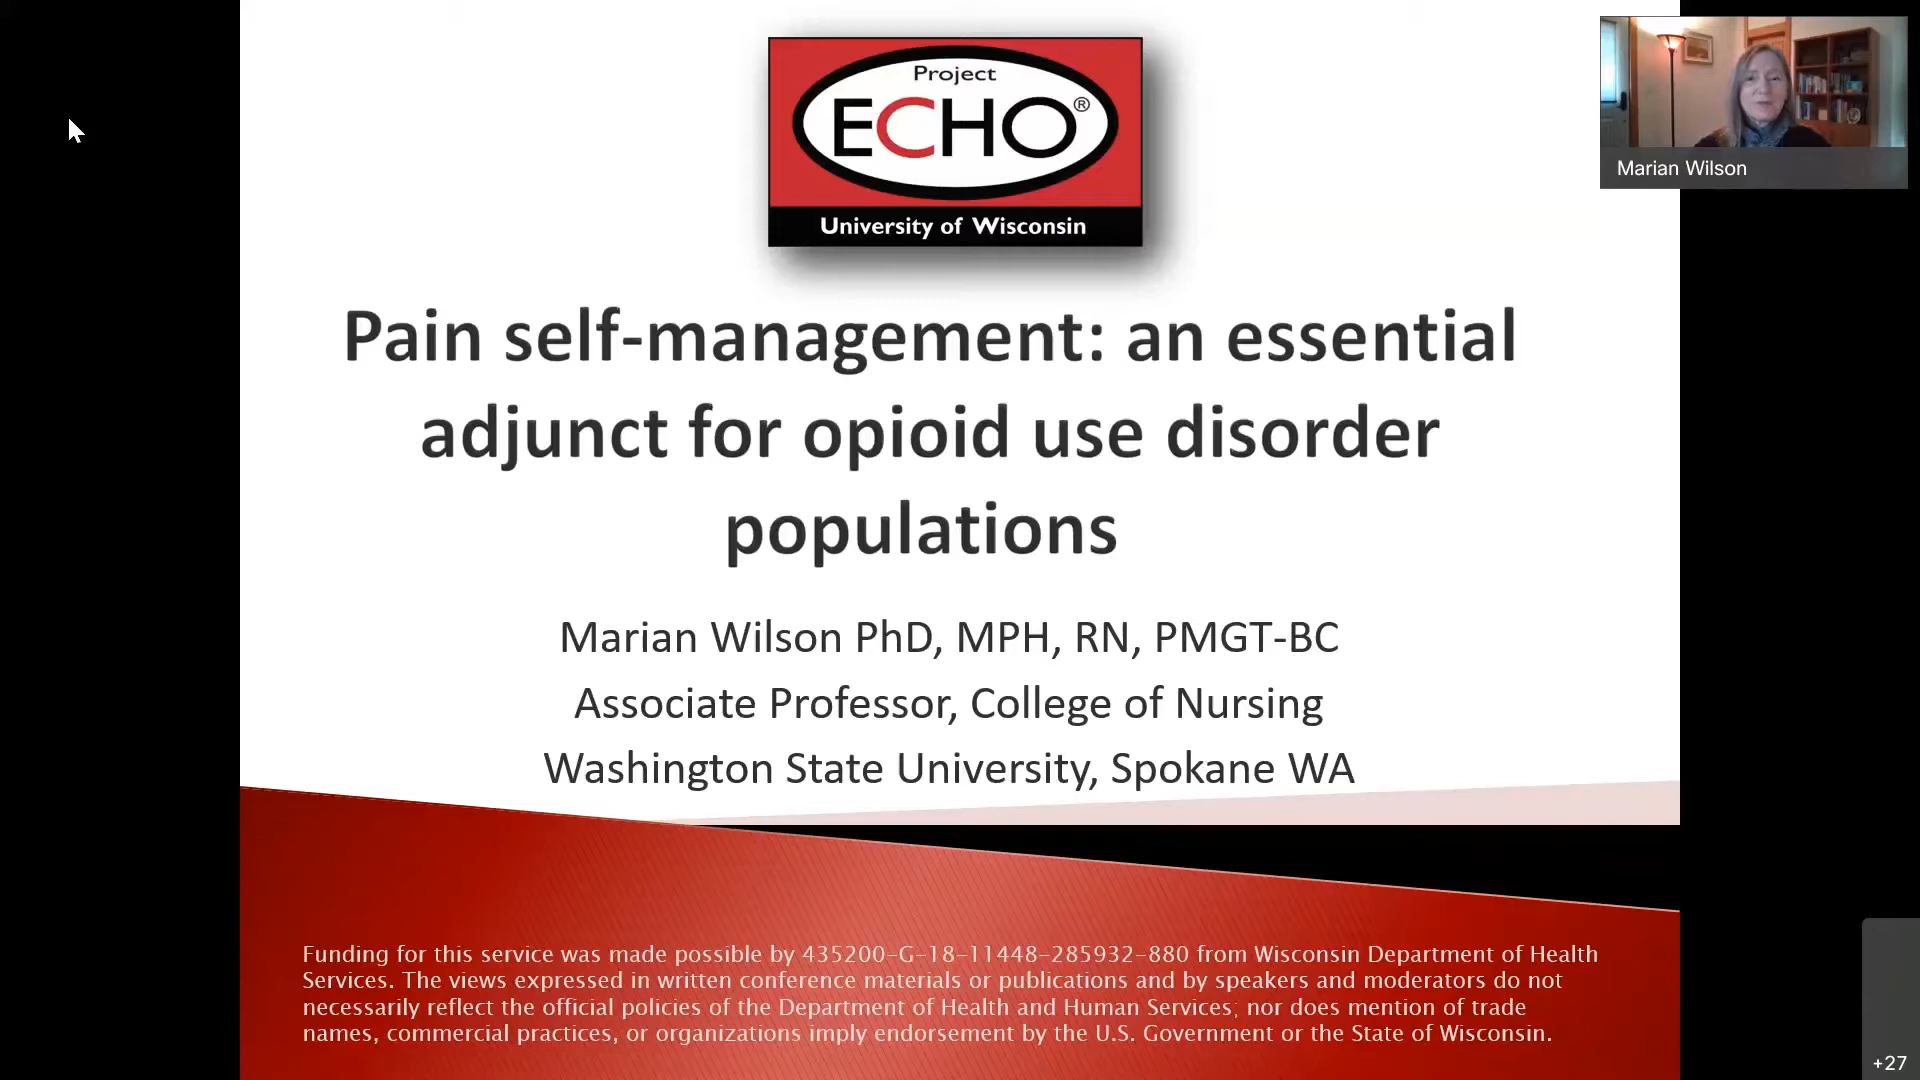 Project
ECHO®
University of Wisconsin
Marian Wilson
Pain self-management: an essential
adjunct for opioid use disorder
populations
Marian Wilson PhD, MPH, RN, PMGT-BC
Associate Professor, College of Nursing
Washington State University, Spokane WA
Funding for this service was made possible by 435200-G-18-11448-285932-880 from Wisconsin Department of Health
Services. The views expressed in written conference materials or publications and by speakers and moderators do not
necessarily reflect the official policies of the Department of Health and Human Services; nor does mention of trade
names, commercial practices, or organizations imply endorsement by the U.S. Government or the State of Wisconsin.
+27